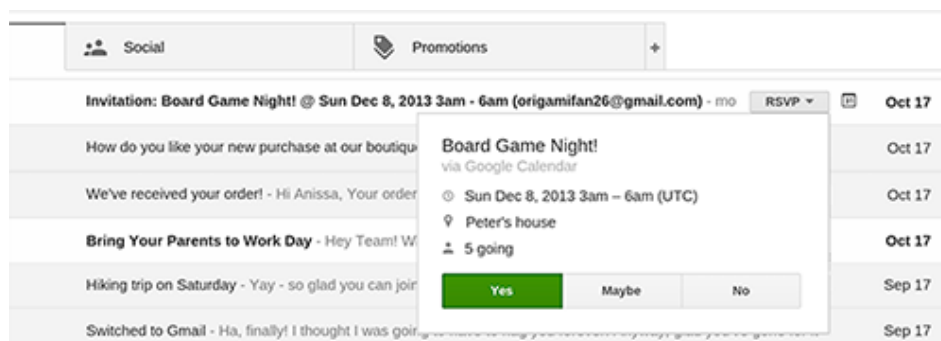 Social
Promotions
+
Invitation: Board Game Night! @ Sun Dec 8, 2013 3am - 6am (origamifan26@gmail.com) - mo RSVP Oct 17
How do you like your new purchase at our boutiqu Oct 17
We've received your order! - Hi Anissa, Your order Oct 17
Bring Your Parents to Work Day - Hey Team! W Oct 17
Hiking trip on Saturday - Yay - so glad you can join Sep 17
Switched to Gmail - Ha, finally! I thought I was going Sep 17
Board Game Night!
via Google Calendar
Sun Dec 8, 2013 3am – 6am (UTC)
Peter's house
5 going
Yes Maybe No